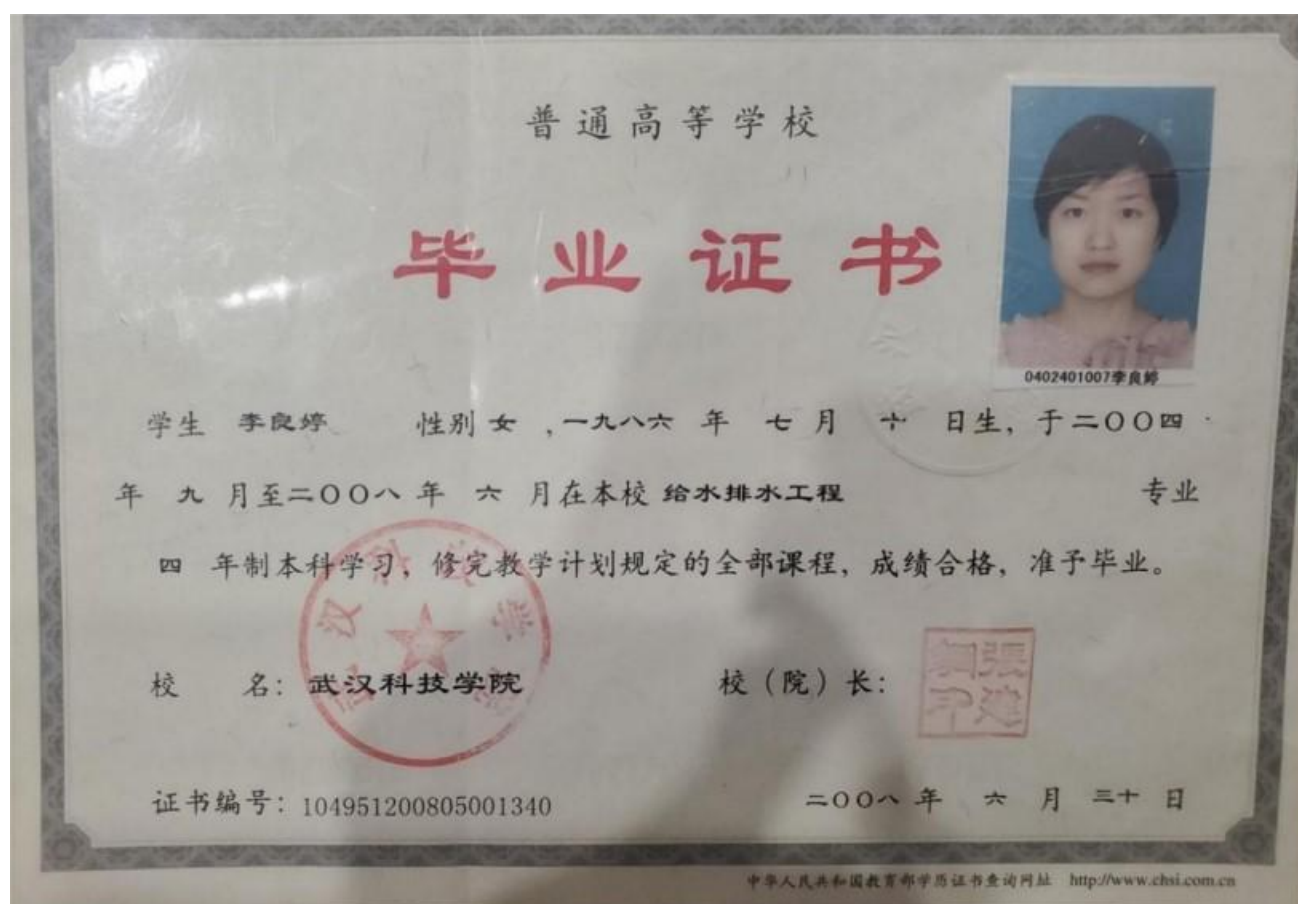 普通高等学校
毕业证书
0402401007李良婷
学生 李良婷 性别 女 ,一九八六 年 七 月 十 日生, 于二〇〇四
年 九 月至二〇〇八 年 六 月在本校 给水排水工程 专业
四 年制本科学习, 修完教学计划规定的全部课程, 成绩合格, 准予毕业。
武汉科技学院
校 名: 武汉科技学院 校（院）长:
证书编号: 104951200805001340 二〇〇八 年 六 月 三十 日
中华人民共和国教育部学历证书查询网址 http://www.chsi.com.cn